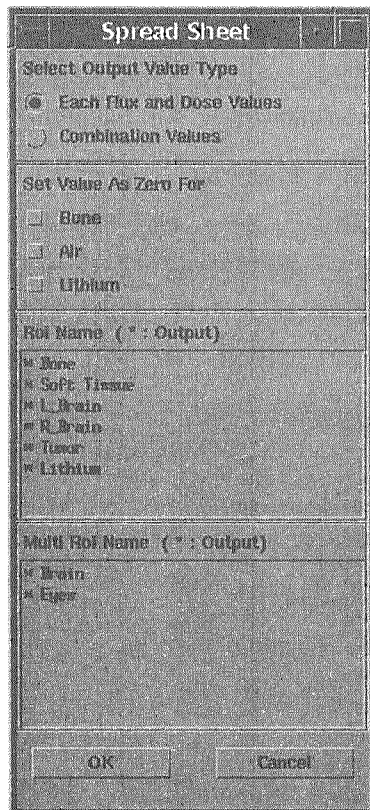 Spread Sheet
Select Output Value Type
Each Flux and Dose Values
Combination Values
Set Value As Zero For
Bone
Air
Lithium
Roi Name ( * : Output)
* Bone
* Soft Tissue
* L_Brain
* R_Brain
* Tumor
* Lithium
Multi Roi Name ( * : Output)
* Brain
* Eyes
OK
Cancel